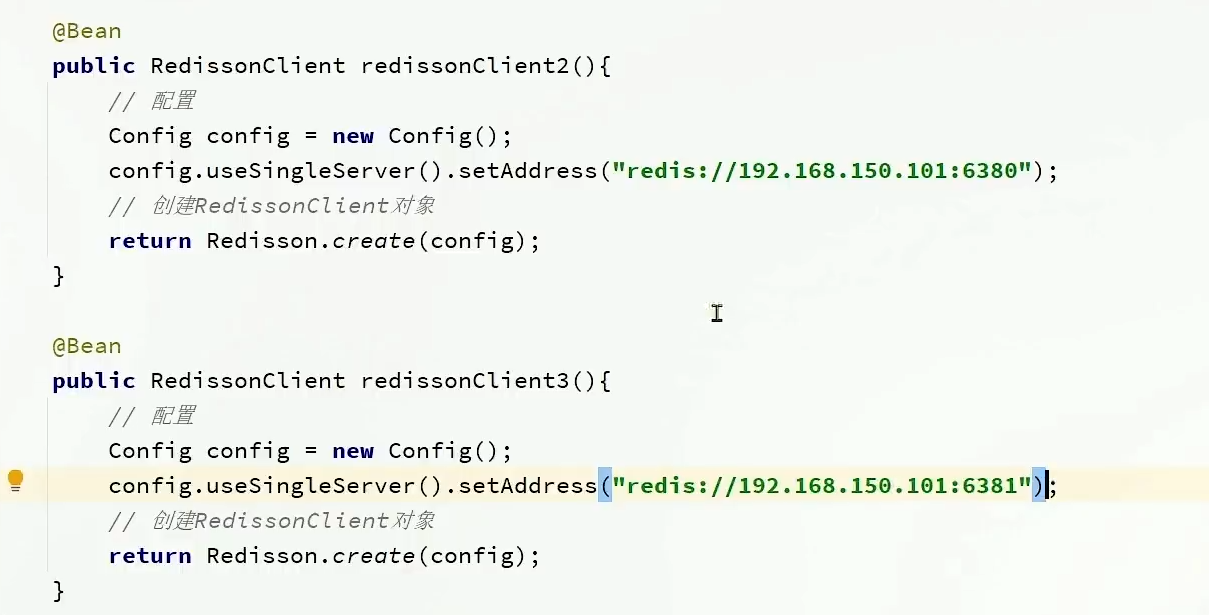 @Bean
public RedissonClient redissonClient2(){
// 配置
Config config = new Config();
config.useSingleServer().setAddress("redis://192.168.150.101:6380");
// 创建RedissonClient对象
return Redisson.create(config);
}
@Bean
public RedissonClient redissonClient3(){
// 配置
Config config = new Config();
config.useSingleServer().setAddress("redis://192.168.150.101:6381");
// 创建RedissonClient对象
return Redisson.create(config);
}